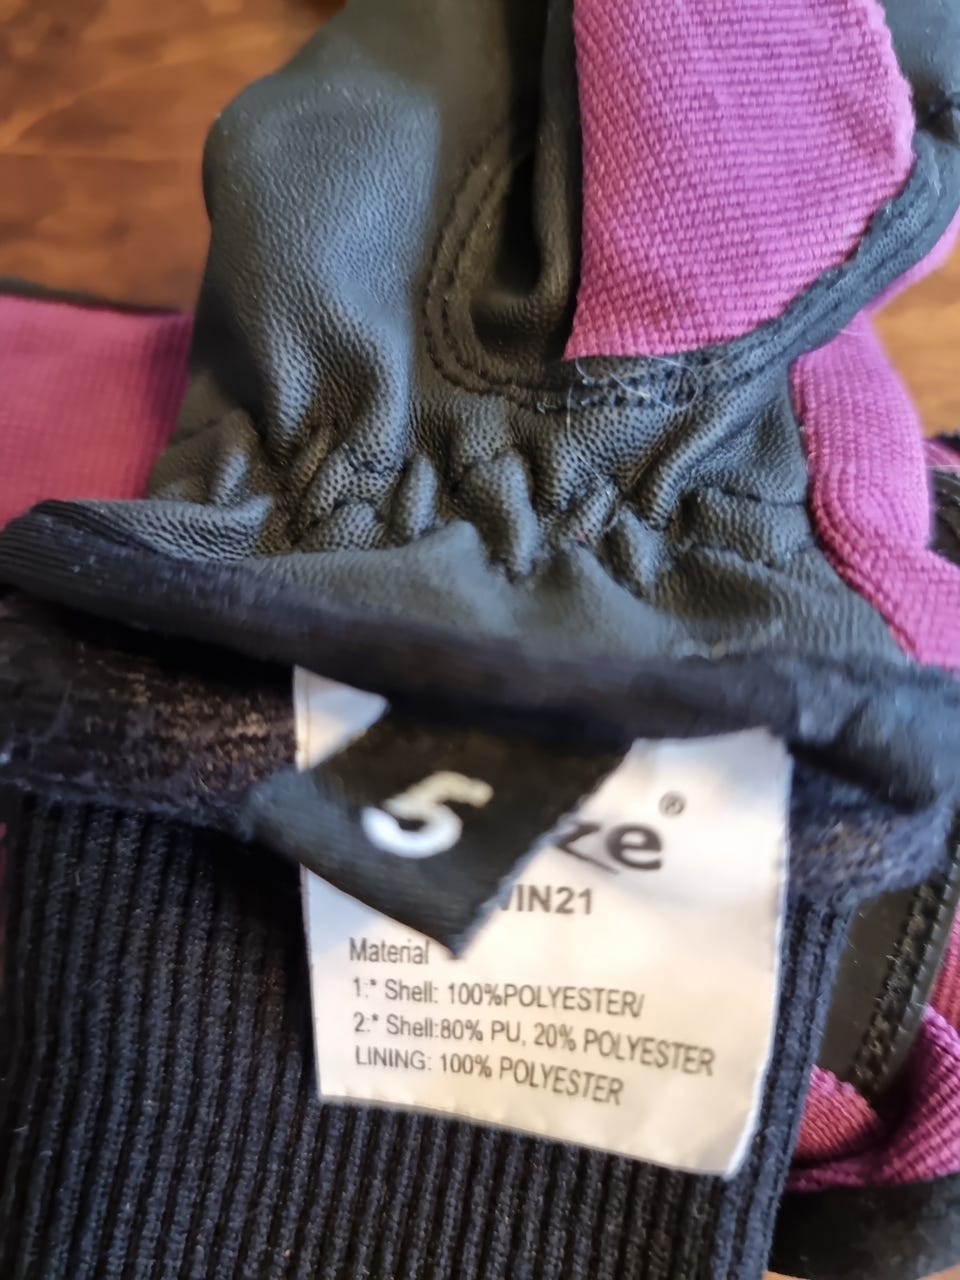 5
ze®
IN21
Material
1:* Shell: 100%POLYESTER/
2:* Shell:80% PU, 20% POLYESTER
LINING: 100% POLYESTER